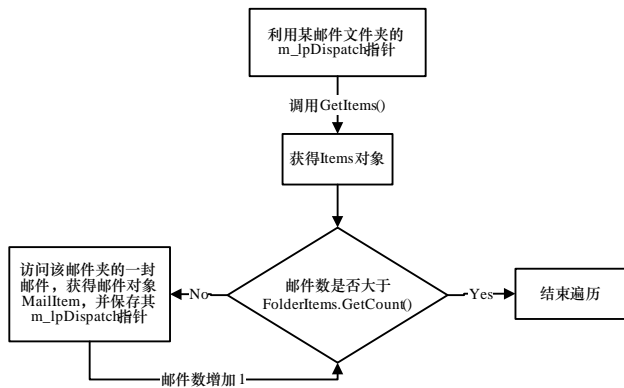 利用某邮件文件夹的
m_lpDispatch指针
调用GetItems()
获得Items对象
访问该邮件夹的一封
邮件，获得邮件对象
MailItem，并保存其
m_lpDispatch指针
No
邮件数是否大于
FolderItems.GetCount()
Yes
结束遍历
邮件数增加1